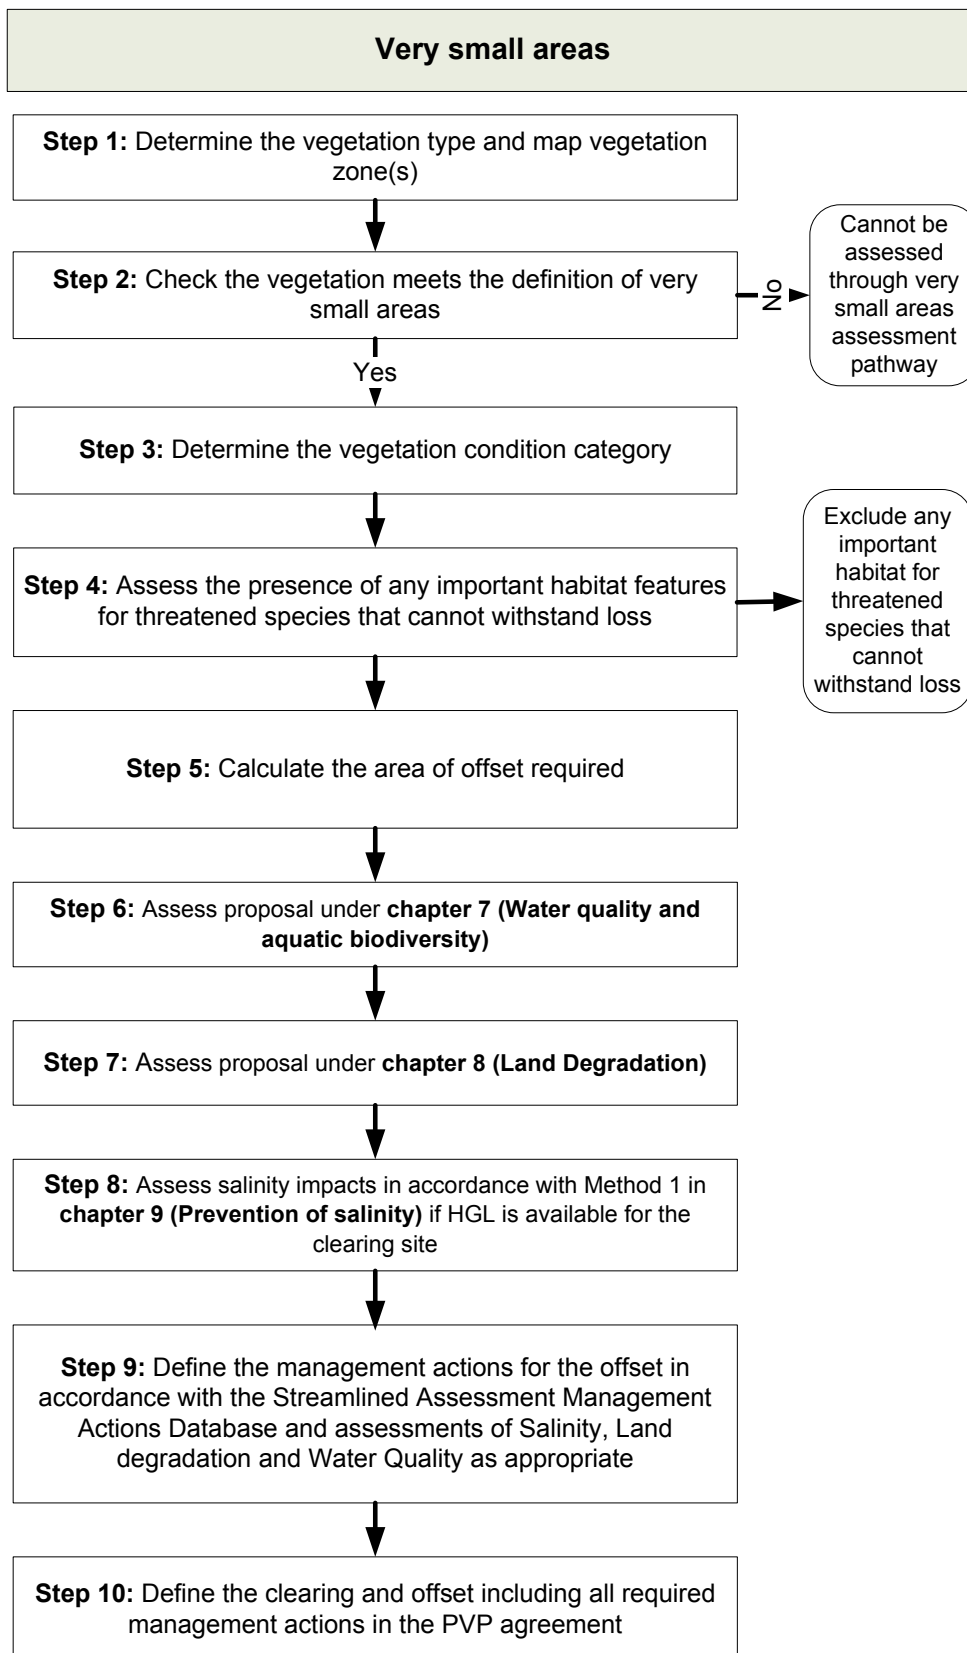 Very small areas
Step 1: Determine the vegetation type and map vegetation
zone(s)
Step 2: Check the vegetation meets the definition of very
small areas
No
Cannot be
assessed
through very
small areas
assessment
pathway
Yes
Step 3: Determine the vegetation condition category
Step 4: Assess the presence of any important habitat features
for threatened species that cannot withstand loss
Exclude any
important
habitat for
threatened
species that
cannot
withstand loss
Step 5: Calculate the area of offset required
Step 6: Assess proposal under chapter 7 (Water quality and
aquatic biodiversity)
Step 7: Assess proposal under chapter 8 (Land Degradation)
Step 8: Assess salinity impacts in accordance with Method 1 in
chapter 9 (Prevention of salinity) if HGL is available for the
clearing site
Step 9: Define the management actions for the offset in
accordance with the Streamlined Assessment Management
Actions Database and assessments of Salinity, Land
degradation and Water Quality as appropriate
Step 10: Define the clearing and offset including all required
management actions in the PVP agreement